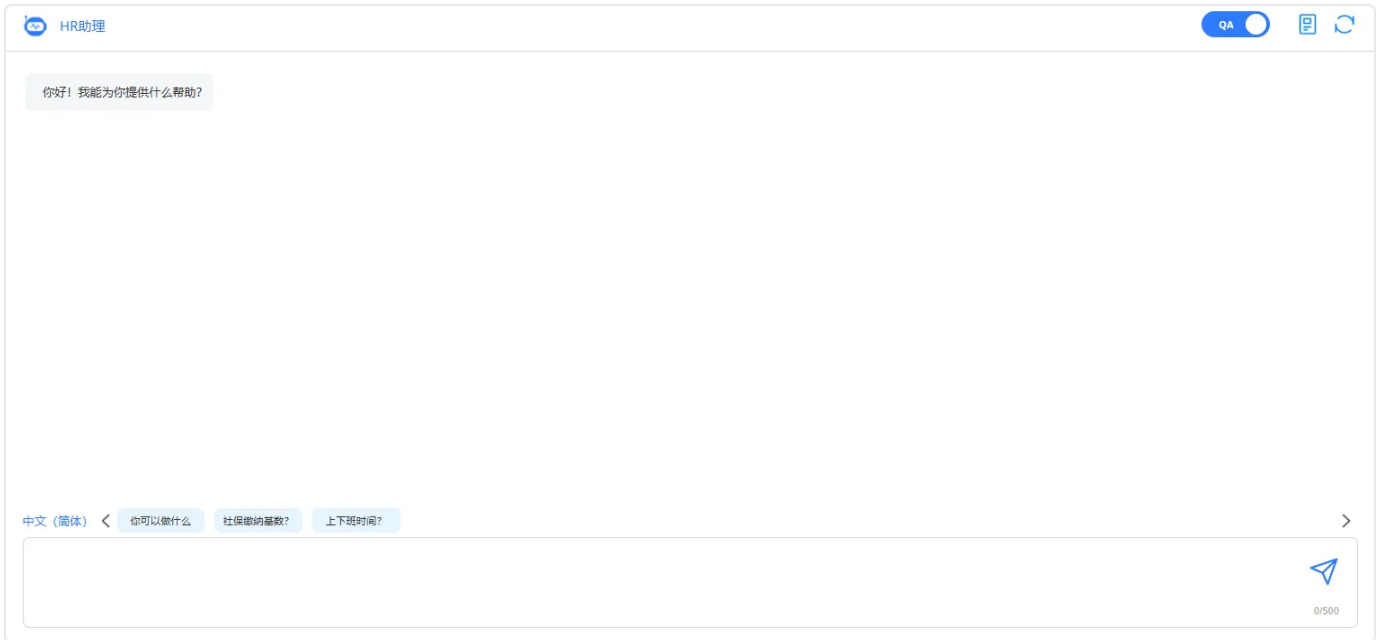 HR助理
QA
你好！我能为你提供什么帮助？
中文（简体）
你可以做什么
社保缴纳基数？
上下班时间？
0/500